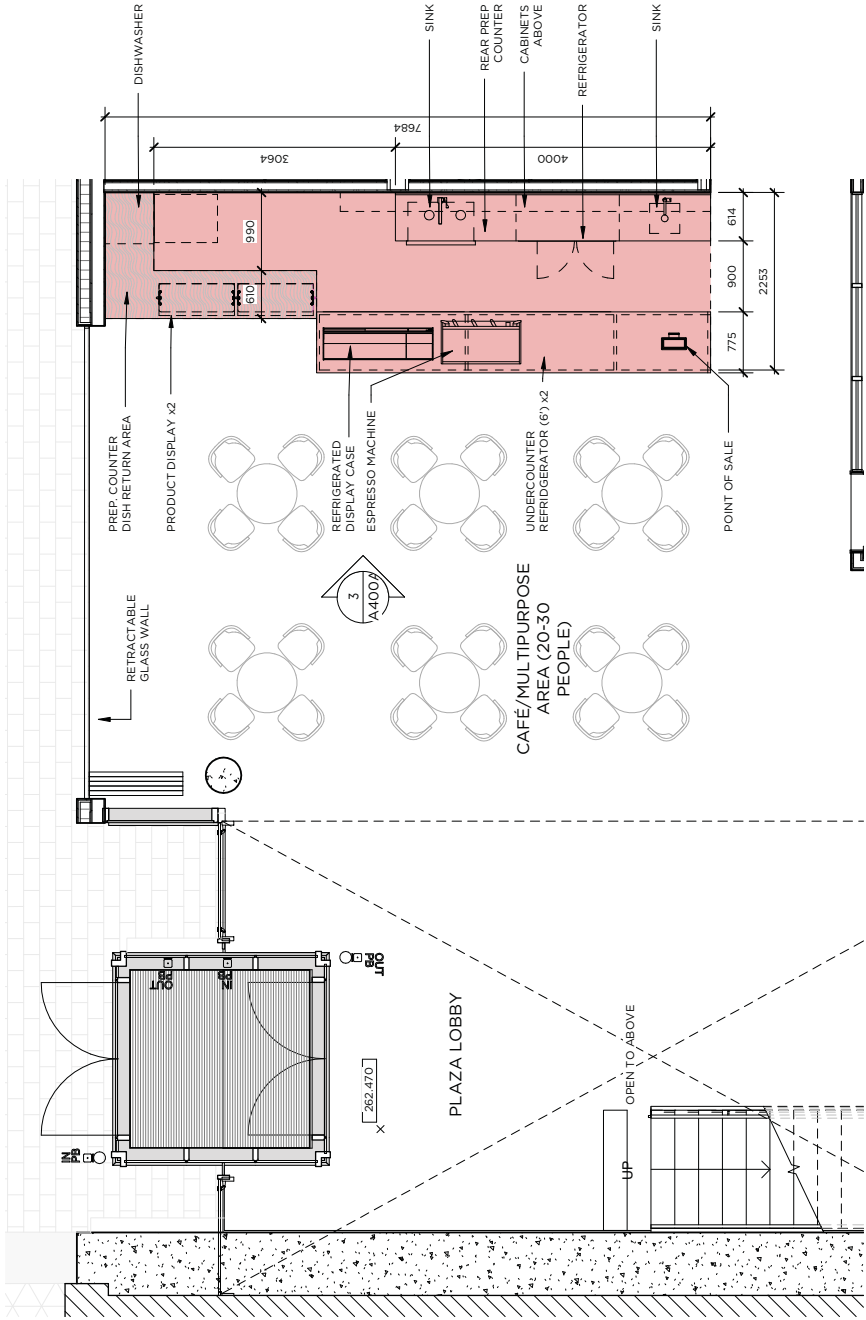 DISHWASHER
SINK
REAR PREP
COUNTER
CABINETS
ABOVE
REFRIGERATOR
SINK
7684
3064
4000
990
610
614
900
775
2253
PREP. COUNTER
DISH RETURN AREA
PRODUCT DISPLAY x2
REFRIGERATED
DISPLAY CASE
ESPRESSO MACHINE
UNDERCOUNTER
REFRIDGERATOR (6') x2
POINT OF SALE
RETRACTABLE
GLASS WALL
3
A400A
CAFÉ/MULTIPURPOSE
AREA (20-30
PEOPLE)
OUT
PB
IN
PB
OUT
PB
IN
PB
262.470
PLAZA LOBBY
OPEN TO ABOVE
UP